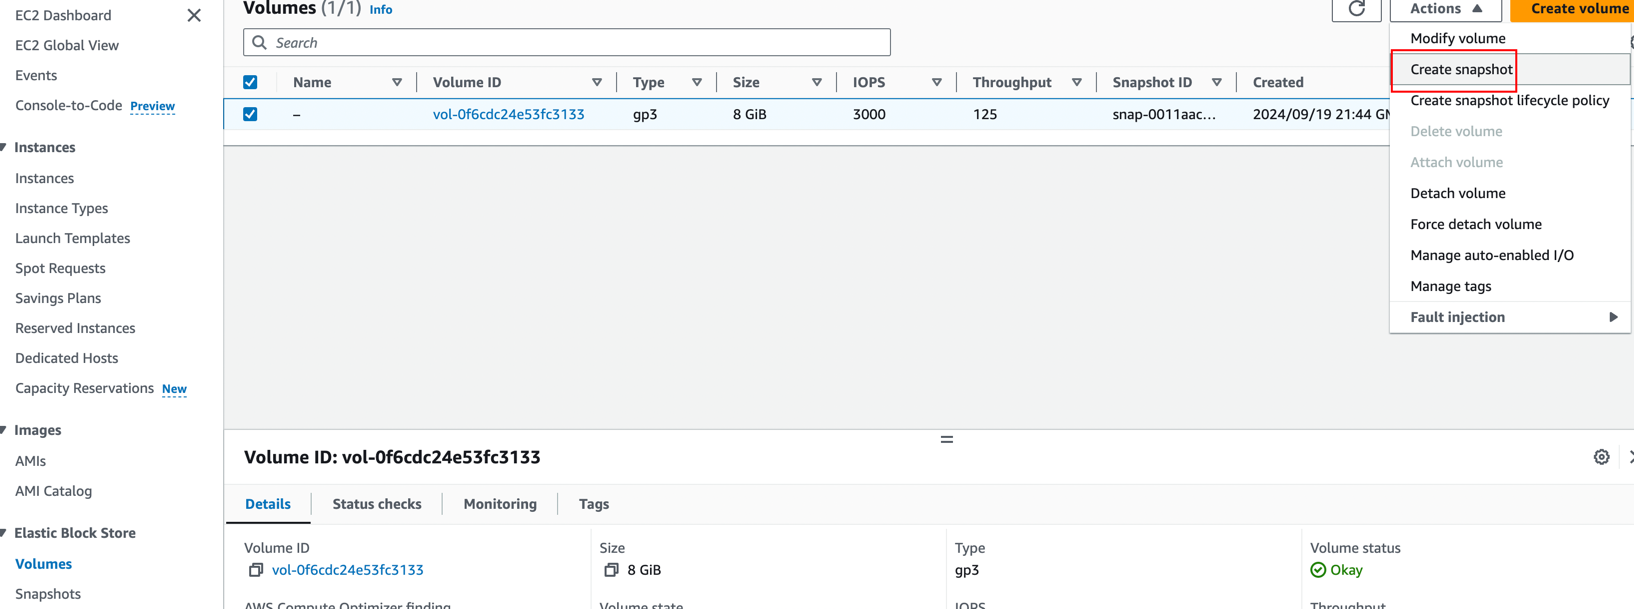 EC2 Dashboard
EC2 Global View
Events
Console-to-Code Preview
Instances
Instances
Instance Types
Launch Templates
Spot Requests
Savings Plans
Reserved Instances
Dedicated Hosts
Capacity Reservations New
Images
AMIs
AMI Catalog
Elastic Block Store
Volumes
Snapshots
Volumes (1/1) Info
Actions
Create volume
Search
Name Volume ID Type Size IOPS Throughput Snapshot ID Created
– vol-0f6cdc24e53fc3133 gp3 8 GiB 3000 125 snap-0011aac... 2024/09/19 21:44 GM
Modify volume
Create snapshot
Create snapshot lifecycle policy
Delete volume
Attach volume
Detach volume
Force detach volume
Manage auto-enabled I/O
Manage tags
Fault injection
Volume ID: vol-0f6cdc24e53fc3133
Details Status checks Monitoring Tags
Volume ID Size Type Volume status
vol-0f6cdc24e53fc3133 8 GiB gp3 Okay
AWS Compute Optimizer finding Volume state IOPS Throughput